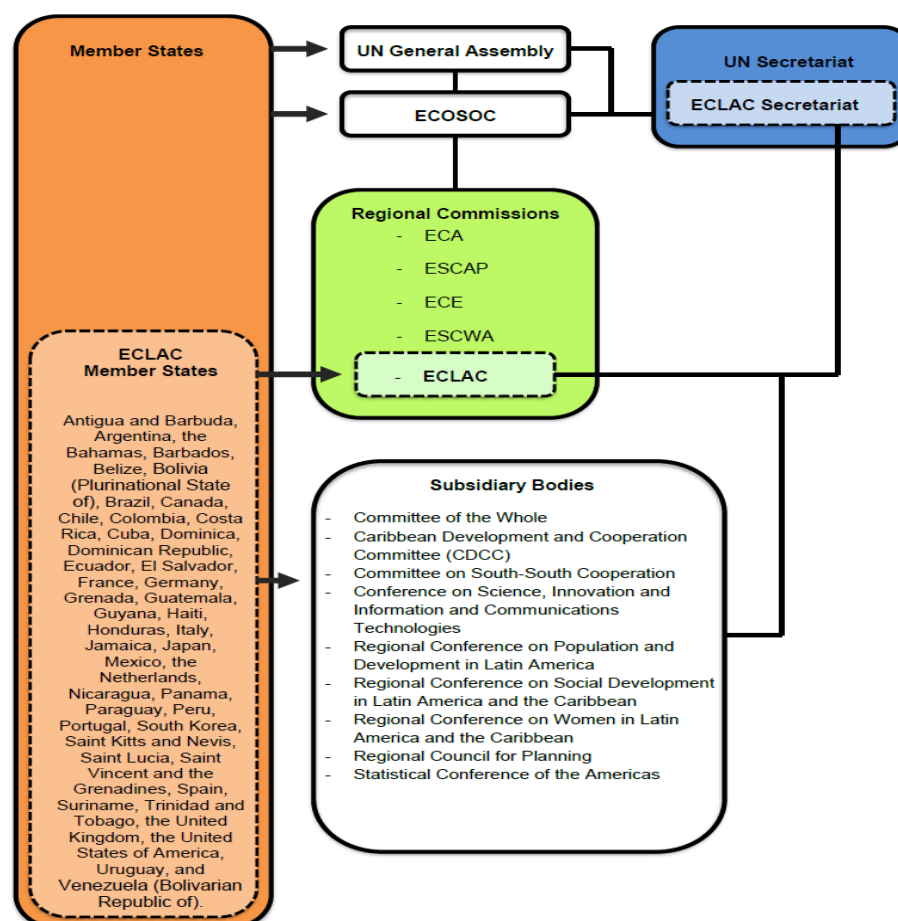 Member States
UN General Assembly
ECOSOC
UN Secretariat
ECLAC Secretariat
Regional Commissions
- ECA
- ESCAP
- ECE
- ESCWA
- ECLAC
ECLAC
Member States
Antigua and Barbuda,
Argentina, the
Bahamas, Barbados,
Belize, Bolivia
(Plurinational State
of), Brazil, Canada,
Chile, Colombia, Costa
Rica, Cuba, Dominica,
Dominican Republic,
Ecuador, El Salvador,
France, Germany,
Grenada, Guatemala,
Guyana, Haiti,
Honduras, Italy,
Jamaica, Japan,
Mexico, the
Netherlands,
Nicaragua, Panama,
Paraguay, Peru,
Portugal, South Korea,
Saint Kitts and Nevis,
Saint Lucia, Saint
Vincent and the
Grenadines, Spain,
Suriname, Trinidad and
Tobago, the United
Kingdom, the United
States of America,
Uruguay, and
Venezuela (Bolivarian
Republic of).
Subsidiary Bodies
- Committee of the Whole
- Caribbean Development and Cooperation
Committee (CDCC)
- Committee on South-South Cooperation
- Conference on Science, Innovation and
Information and Communications
Technologies
- Regional Conference on Population and
Development in Latin America
- Regional Conference on Social Development
in Latin America and the Caribbean
- Regional Conference on Women in Latin
America and the Caribbean
- Regional Council for Planning
- Statistical Conference of the Americas